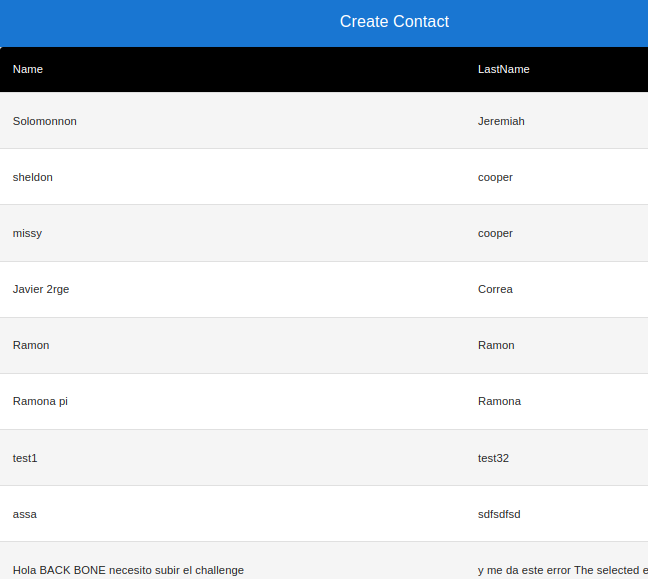 Create Contact
Name LastName
Solomonnon Jeremiah
sheldon cooper
missy cooper
Javier 2rge Correa
Ramon Ramon
Ramona pi Ramona
test1 test32
assa sdfsdfsd
Hola BACK BONE necesito subir el challenge y me da este error The selected e